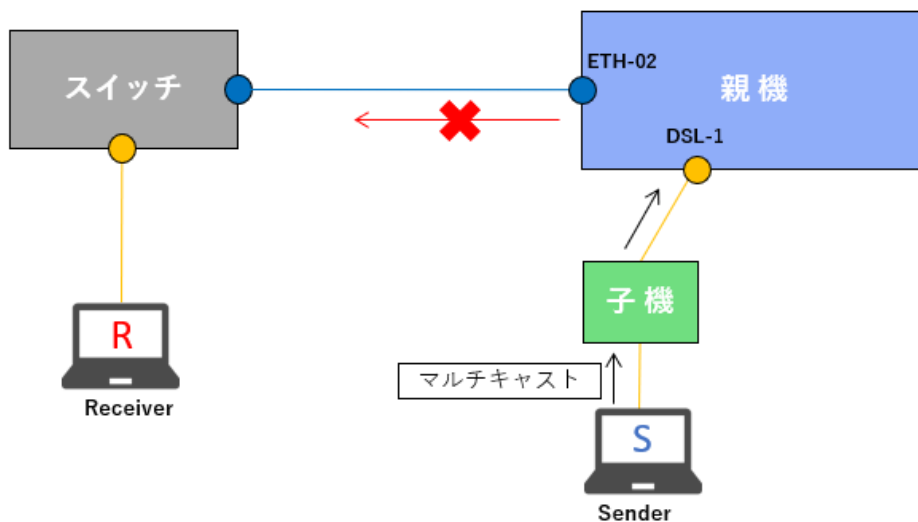 スイッチ
ETH-02
親機
DSL-1
子機
R
Receiver
マルチキャスト
S
Sender